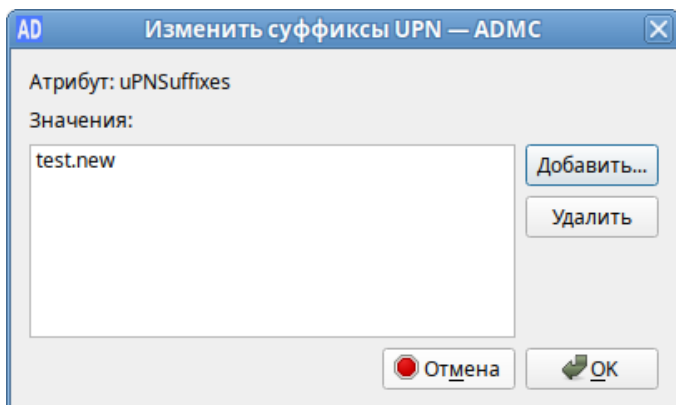 AD Изменить суффиксы UPN — ADMC
Атрибут: uPNSuffixes
Значения:
test.new
Добавить...
Удалить
Отмена
OK